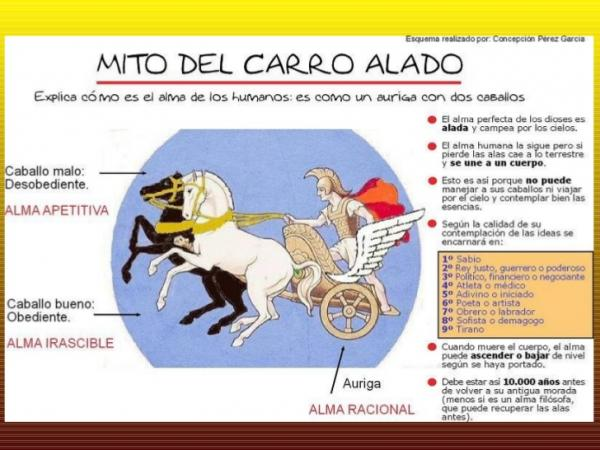 Esquema realizado por: Concepción Pérez García
MITO DEL CARRO ALADO
Explica cómo es el alma de los humanos: es como un auriga con dos caballos
Caballo malo:
Desobediente.
ALMA APETITIVA
Caballo bueno:
Obediente.
ALMA IRASCIBLE
Auriga
ALMA RACIONAL
El alma perfecta de los dioses es
alada y campea por los cielos.
El alma humana la sigue pero si
pierde las alas cae a lo terrestre
y se une a un cuerpo.
Esto es así porque no puede
manejar a sus caballos ni viajar
por el cielo y contemplar bien las
esencias.
Según la calidad de su
contemplación de las ideas se
encarnará en:
1º Sabio
2º Rey justo, guerrero o poderoso
3º Político, financiero o negociante
4º Atleta o médico
5º Adivino o iniciado
6º Poeta o artista
7º Obrero o labrador
8º Sofista o demagogo
9º Tirano
Cuando muere el cuerpo, el alma
puede ascender o bajar de nivel
según se haya portado.
Debe estar así 10.000 años antes
de volver a su antigua morada
(menos si es un alma filósofa,
que puede recuperar las alas
antes).